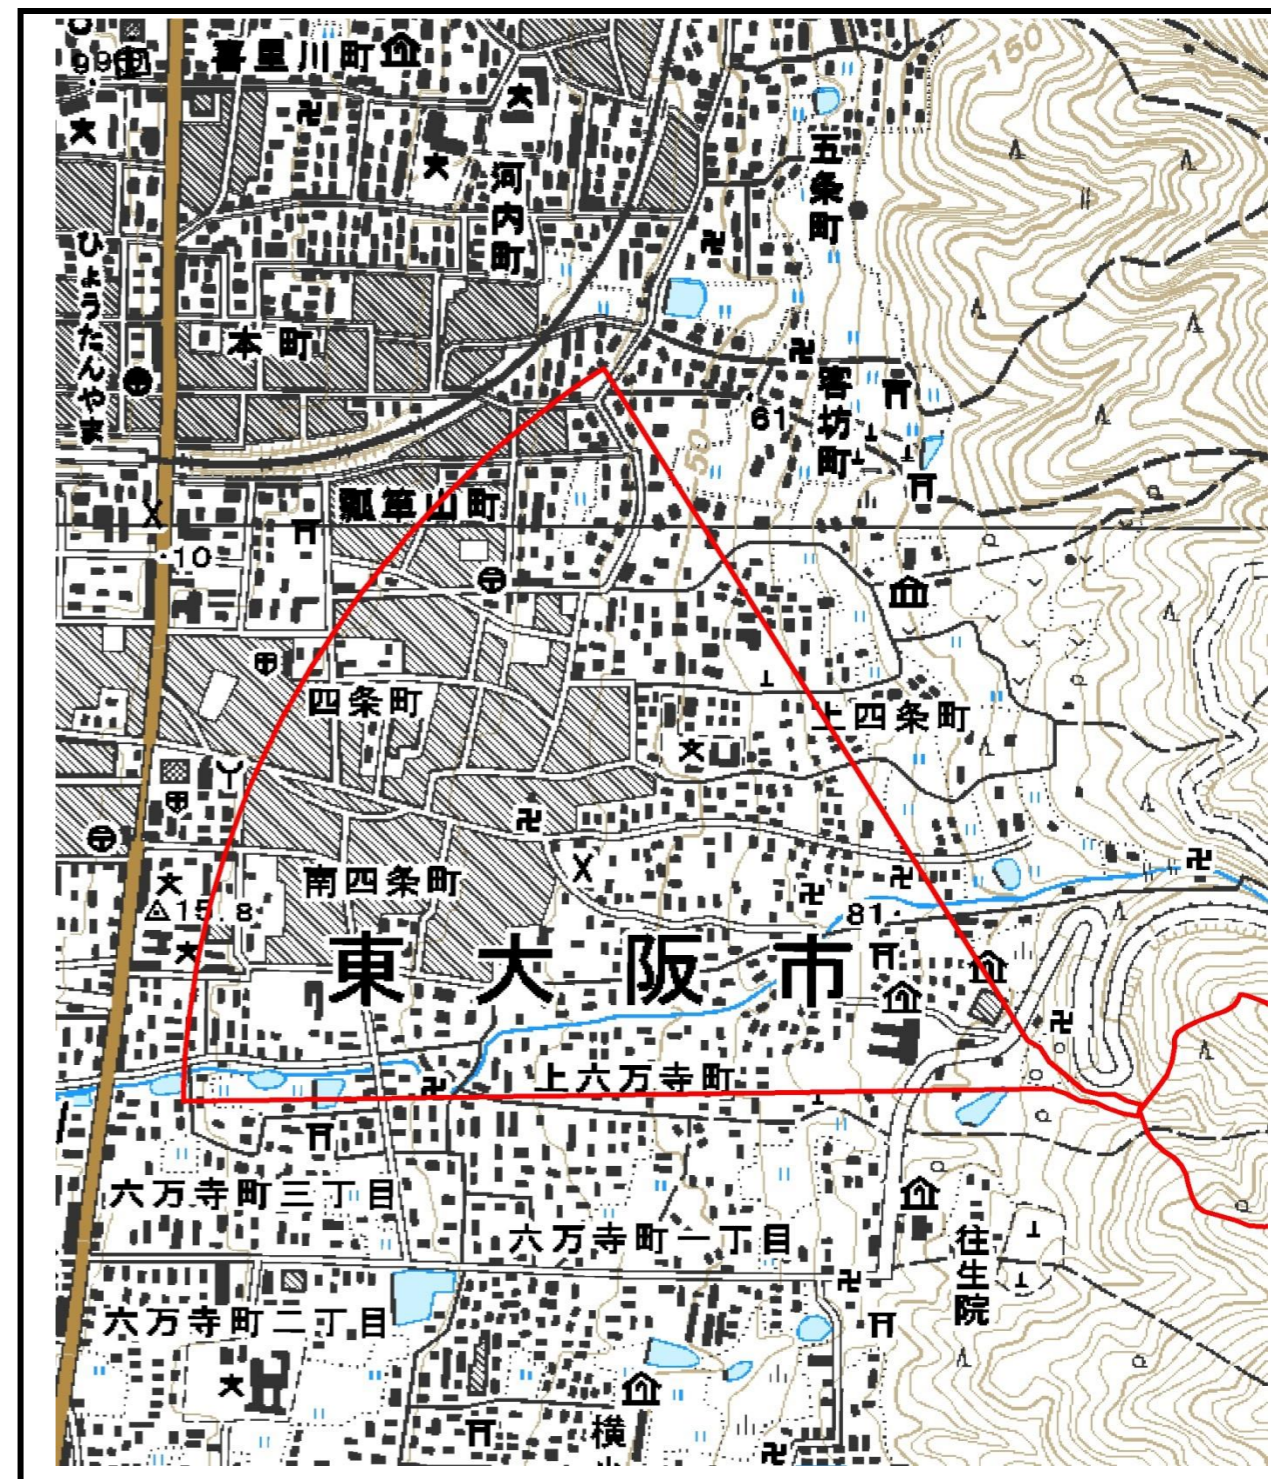 喜里川町
150
五条町
河内町
ひょうたんやま
本町
客坊町
61
50
瓢箪山町
10
四条町
上四条町
南四条町
15.8
81
東大阪市
上六万寺町
六万寺町三丁目
六万寺町一丁目
往生院
六万寺町二丁目
横